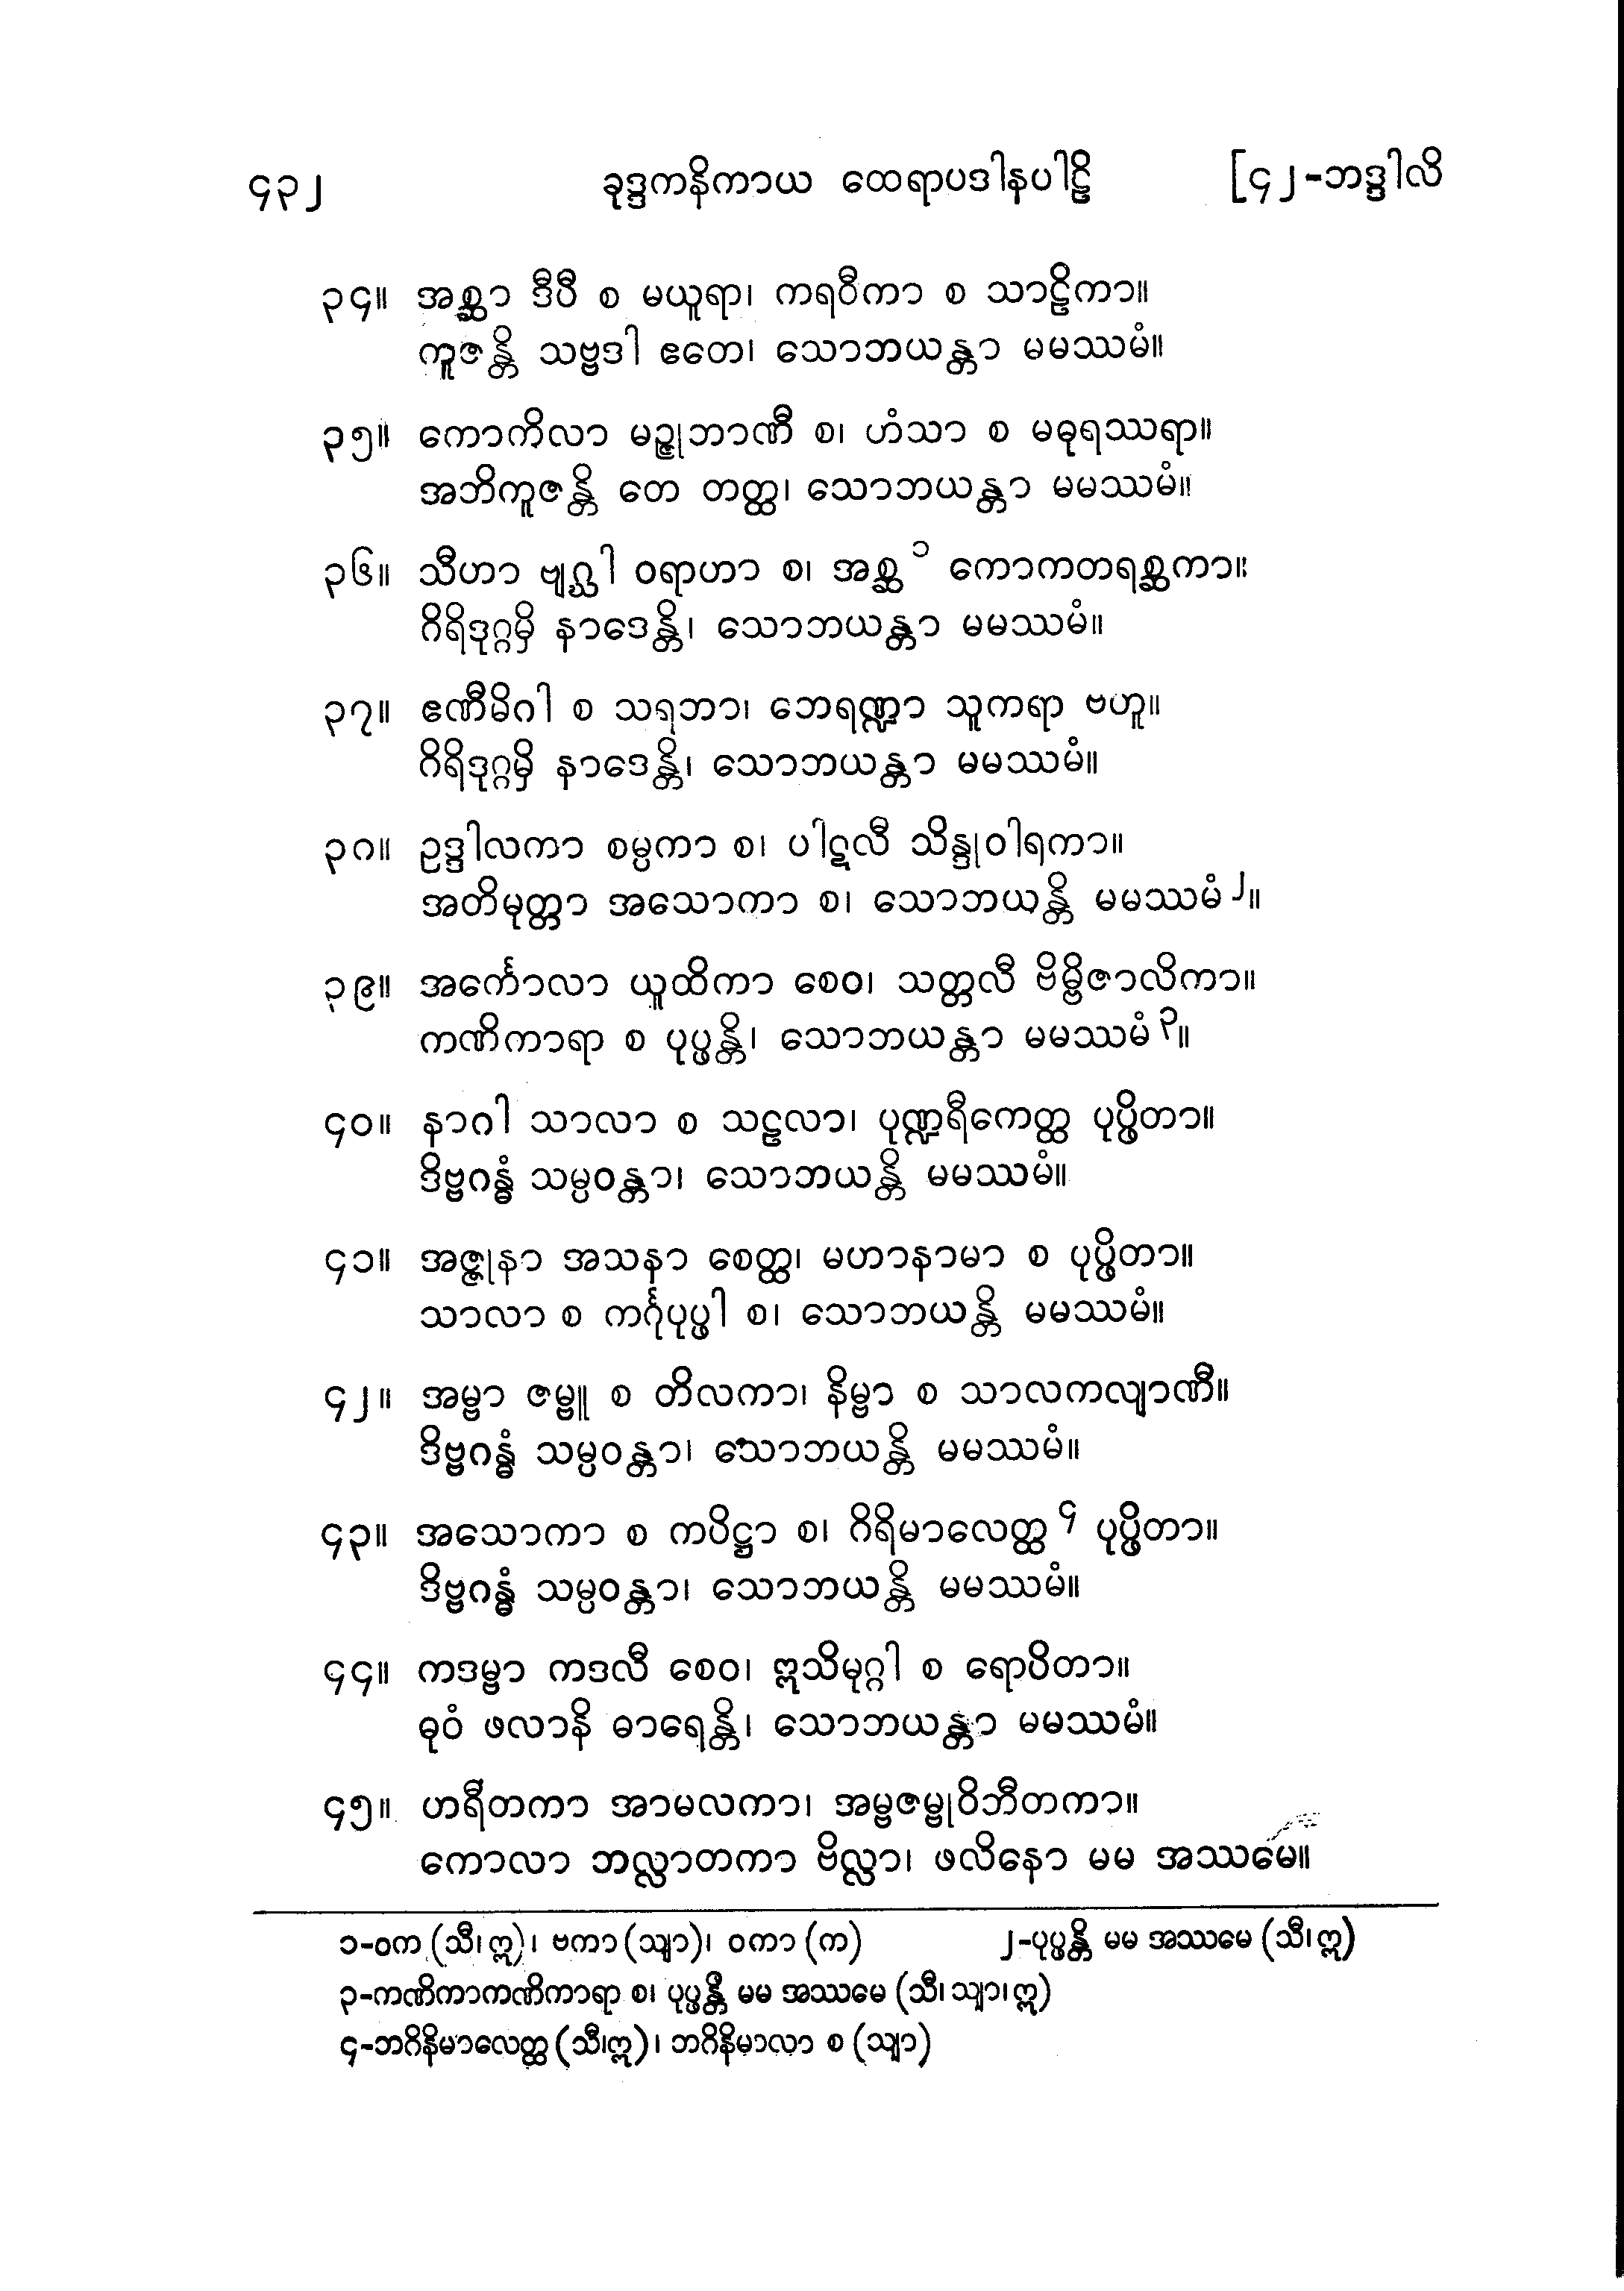 ၄၃၂ ခုဒ္ဒကနိကာယ ထေရာပဒါနပါဠိ [၄၂-ဘဒ္ဒါလိ
၃၄။ အစ္ဆာ ဒီပီ စ မယူရာ၊ ကရဝီကာ စ သာဠိကာ။
ကူဇန္တိ သဗ္ဗဒါ ဧတေ၊ သောဘယန္တာ မမဿမံ။
၃၅။ ကောကိလာ မဉ္ဇုဘာဏီ စ၊ ဟံသာ စ မဓုရဿရာ။
အဘိကူဇန္တိ တေ တတ္ထ၊ သောဘယန္တာ မမဿမံ။
၃၆။ သီဟာ ဗျဂ္ဃါ ဝရာဟာ စ၊ အစ္ဆ ၁ ကောကတရစ္ဆကာ။
ဂိရိဒုဂ္ဂမှိ နာဒေန္တိ၊ သောဘယန္တာ မမဿမံ။
၃၇။ ဧဏီမိဂါ စ သရဘာ၊ ဘေရဏ္ဍာ သူကရာ ဗဟူ။
ဂိရိဒုဂ္ဂမှိ နာဒေန္တိ၊ သောဘယန္တာ မမဿမံ။
၃၈။ ဥဒ္ဒါလကာ စမ္ပကာ စ၊ ပါဋလီ သိန္ဒုဝါရကာ။
အတိမုတ္တာ အသောကာ စ၊ သောဘယန္တိ မမဿမံ ၂။
၃၉။ အင်္ကောလာ ယူထိကာ စေဝ၊ သတ္တလီ ဗိမ္ဗိဇာလိကာ။
ကဏိကာရာ စ ပုပ္ဖန္တိ၊ သောဘယန္တာ မမဿမံ ၃။
၄၀။ နာဂါ သာလာ စ သဠလာ၊ ပုဏ္ဍရီကေတ္ထ ပုပ္ဖိတာ။
ဒိဗ္ဗဂန္ဓံ သမ္ပဝန္တာ၊ သောဘယန္တိ မမဿမံ။
၄၁။ အဇ္ဇုနာ အသနာ စေတ္ထ၊ မဟာနာမာ စ ပုပ္ဖိတာ။
သာလာ စ ကင်္ဂုပုပ္ဖါ စ၊ သောဘယန္တိ မမဿမံ။
၄၂။ အမ္ဗာ ဇမ္ဗူ စ တိလကာ၊ နိမ္ဗာ စ သာလကလျာဏီ။
ဒိဗ္ဗဂန္ဓံ သမ္ပဝန္တာ၊ သောဘယန္တိ မမဿမံ။
၄၃။ အသောကာ စ ကပိဋ္ဌာ စ၊ ဂိရိမာလေတ္ထ ၄ ပုပ္ဖိတာ။
ဒိဗ္ဗဂန္ဓံ သမ္ပဝန္တာ၊ သောဘယန္တိ မမဿမံ။
၄၄။ ကဒမ္ဗာ ကဒလီ စေဝ၊ ဣသိမုဂ္ဂါ စ ရောပိတာ။
ဓုဝံ ဖလာနိ ဓာရေန္တိ၊ သောဘယန္တာ မမဿမံ။
၄၅။ ဟရီတကာ အာမလကာ၊ အမ္ဗဇမ္ဗုဝိဘီတကာ။
ကောလာ ဘလ္လာတကာ ဗိလ္လာ၊ ဖလိနော မမ အဿမေ။
၁-ဝက (သီ၊ဣ)၊ ဗကာ (သျာ)၊ ဝကာ (က) ၂-ပုပ္ဖန္တိ မမ အဿမေ (သီ၊ဣ)
၃-ကဏိကာကဏိကာရာ စ၊ ပုပ္ဖန္တိ မမ အဿမေ (သီ၊သျာ၊ဣ)
၄-ဘဂိနိမာလေတ္ထ (သီ၊ဣ)၊ ဘဂိနိမာလာ စ (သျာ)